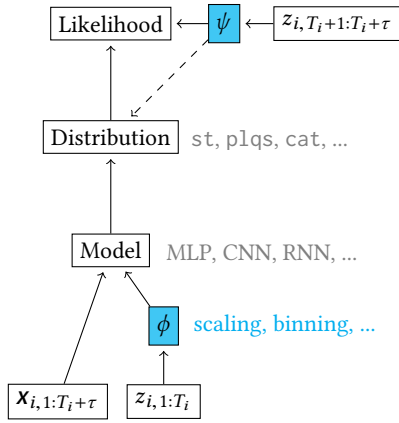 Likelihood ψ z_{i,T_i+1:T_i+τ}
Distribution st, plqs, cat, ...
Model MLP, CNN, RNN, ...
ϕ scaling, binning, ...
x_{i,1:T_i+τ} z_{i,1:T_i}